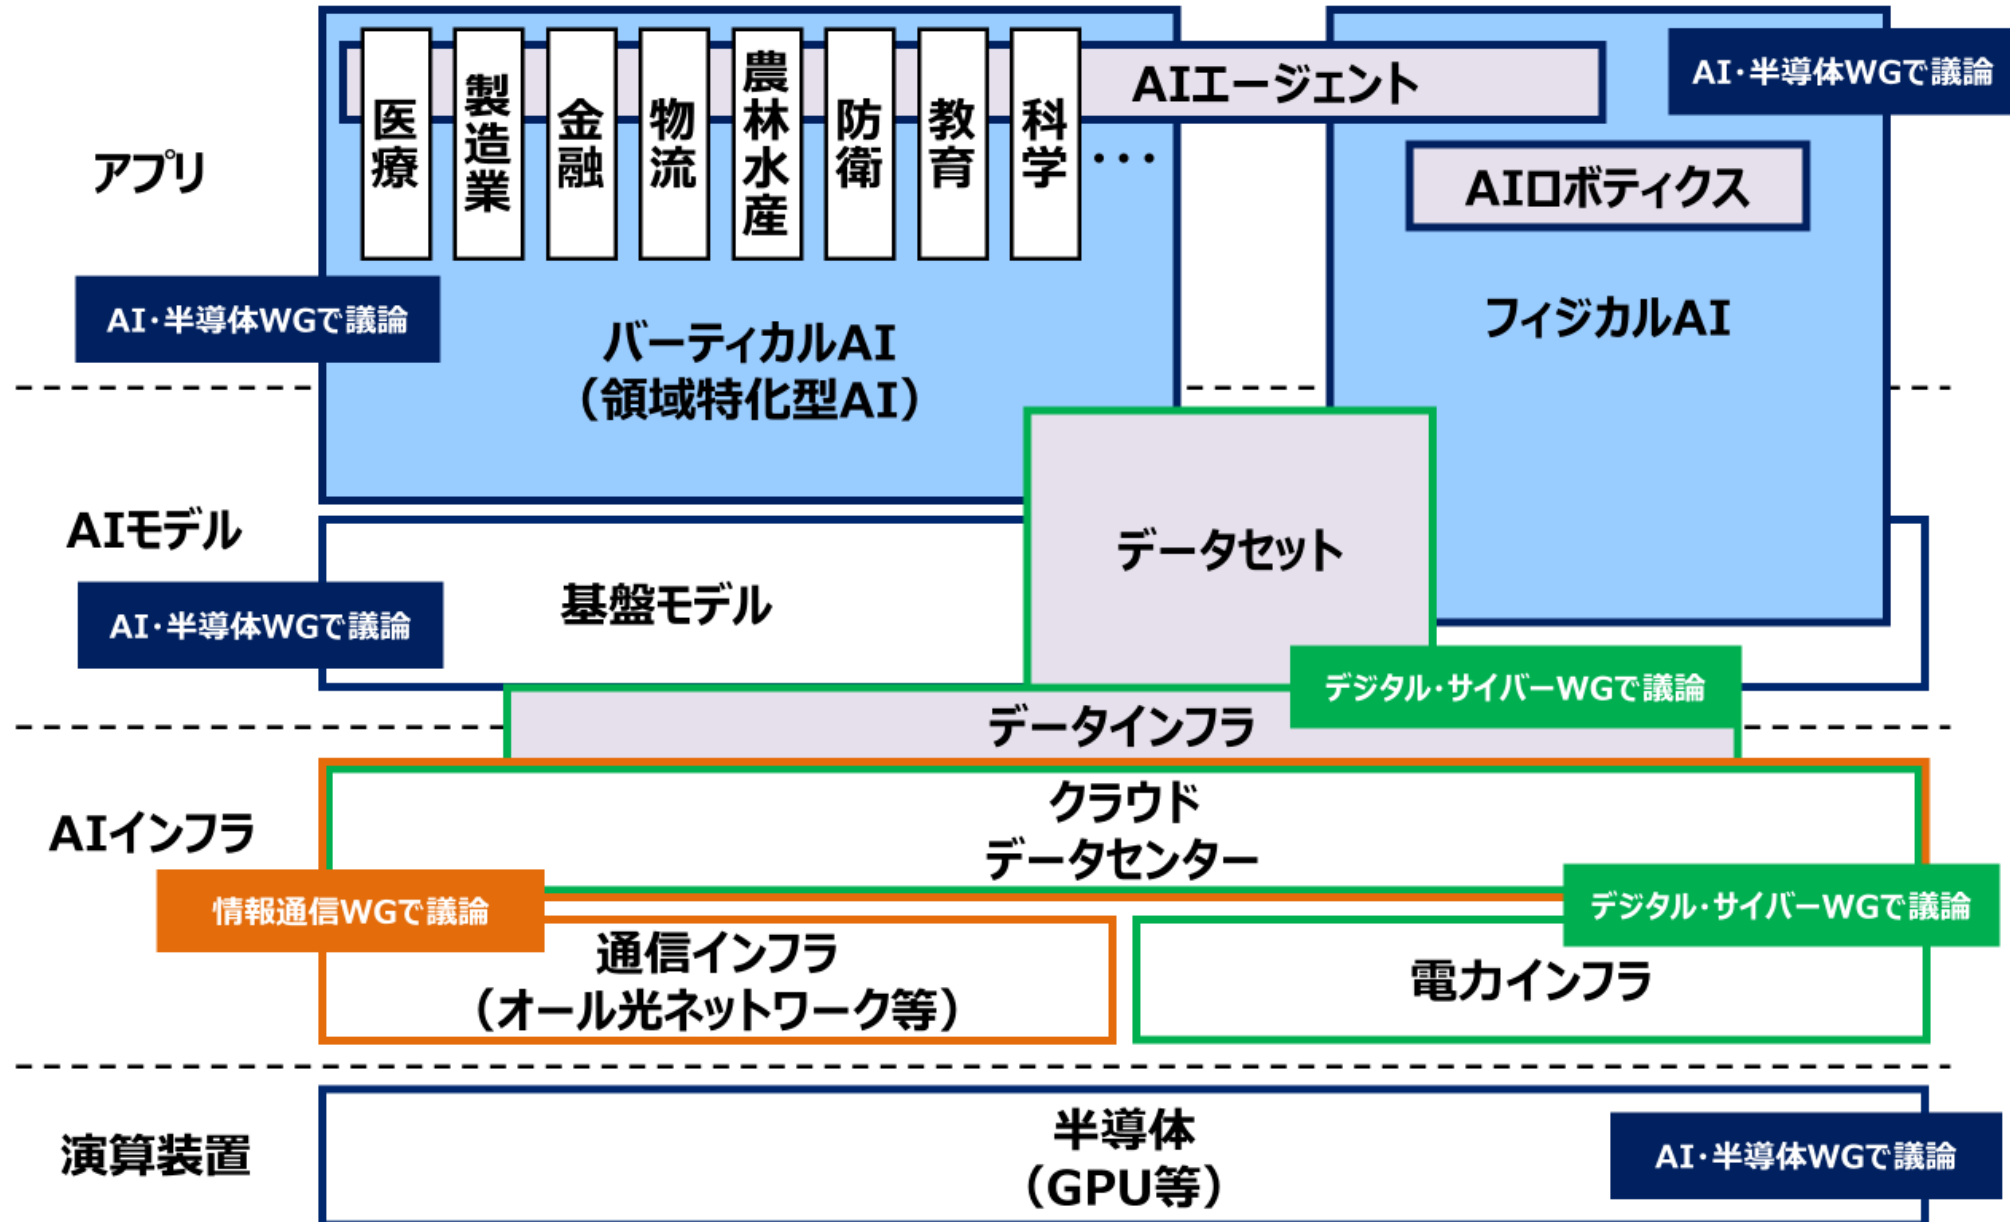 アプリ
医療
製造業
金融
物流
農林水産
防衛
教育
科学
…
AIエージェント
AI・半導体WGで議論
AIロボティクス
AI・半導体WGで議論
バーティカルAI
（領域特化型AI）
フィジカルAI
AIモデル
データセット
基盤モデル
AI・半導体WGで議論
デジタル・サイバーWGで議論
データインフラ
AIインフラ
クラウド
データセンター
情報通信WGで議論
デジタル・サイバーWGで議論
通信インフラ
（オール光ネットワーク等）
電力インフラ
演算装置
半導体
（GPU等）
AI・半導体WGで議論